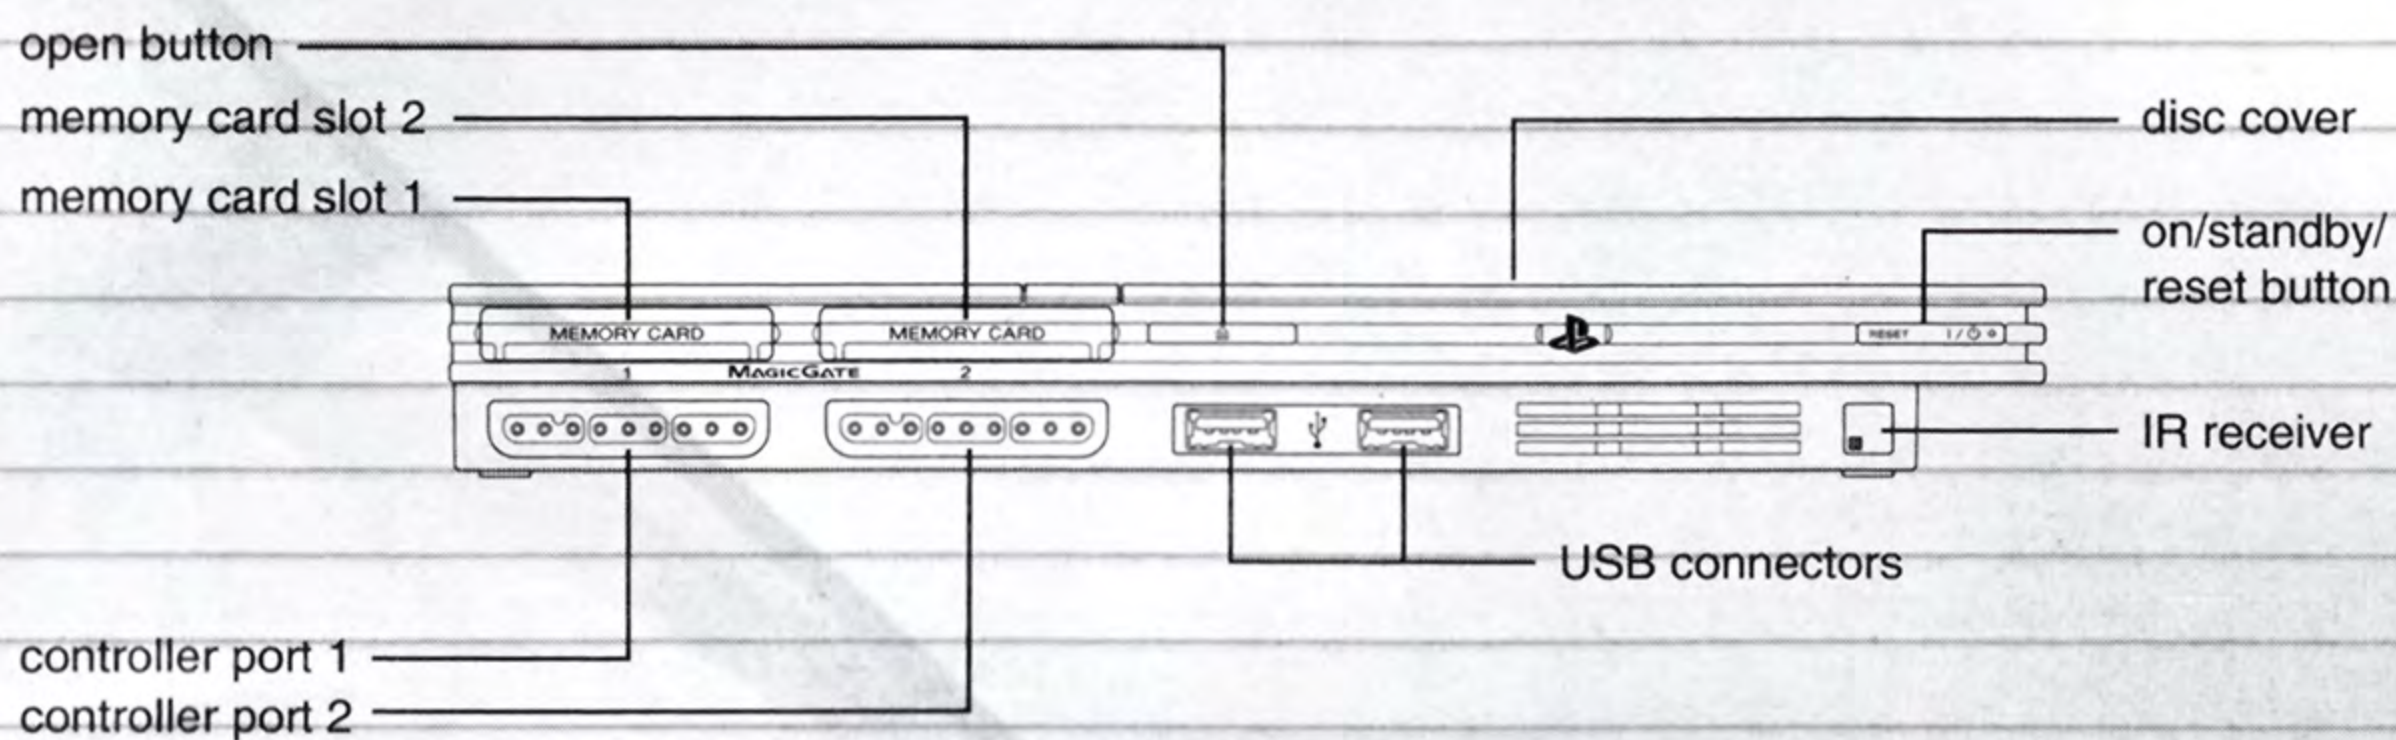 open button
memory card slot 2
disc cover
memory card slot 1
on/standby/
reset button
MEMORY CARD
MEMORY CARD
RESET
1
MAGICGATE
2
IR receiver
USB connectors
controller port 1
controller port 2